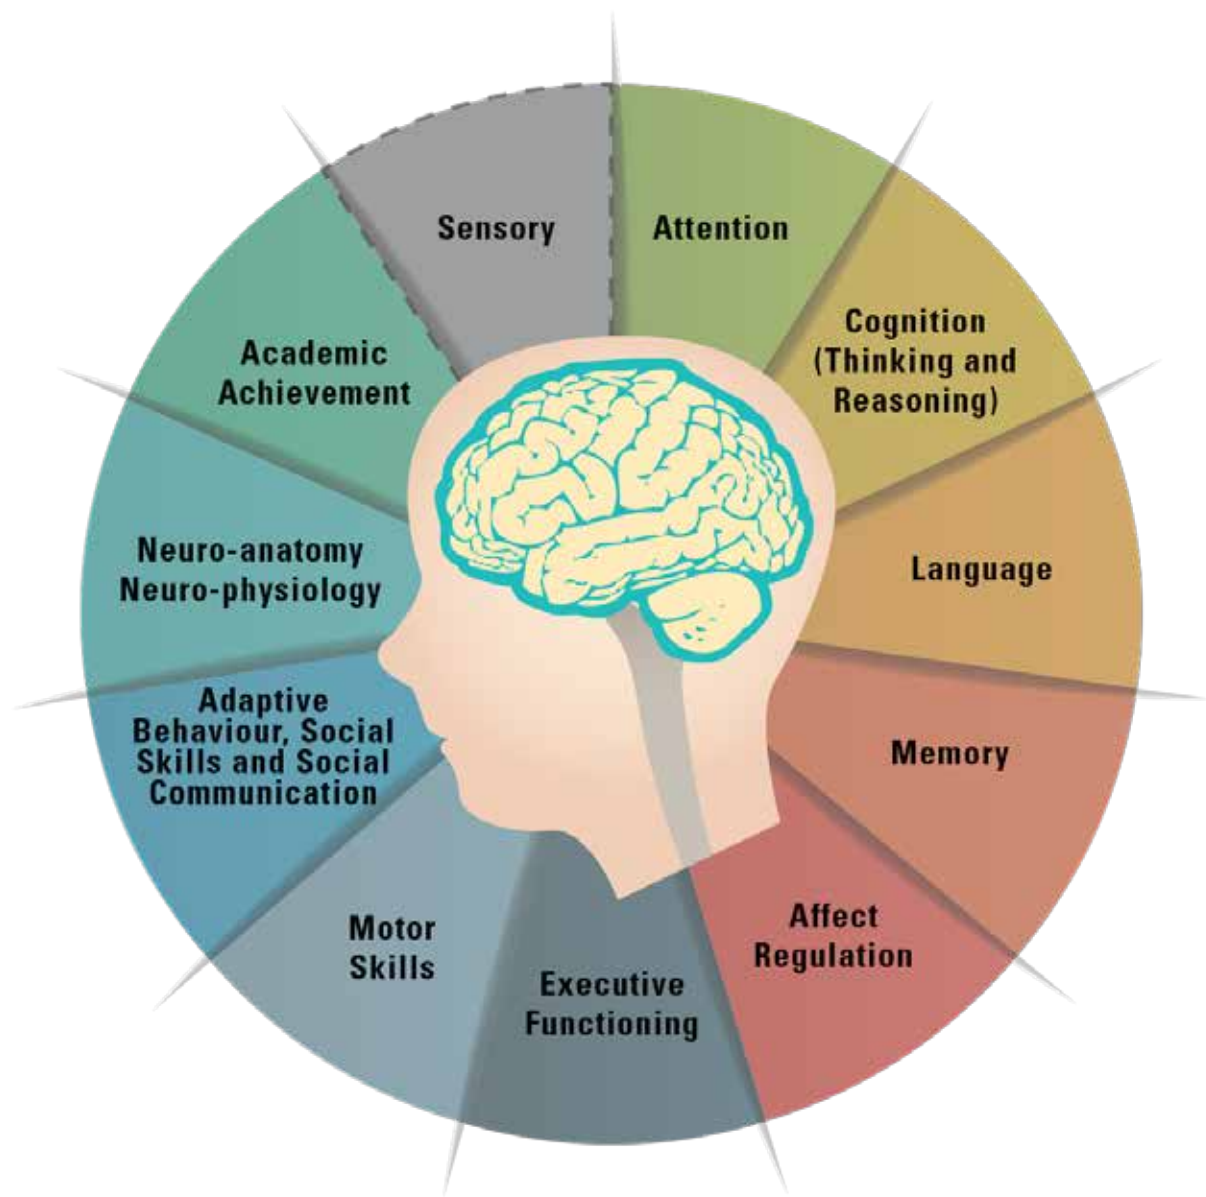 Sensory
Attention
Cognition
(Thinking and
Reasoning)
Language
Memory
Affect
Regulation
Executive
Functioning
Motor
Skills
Adaptive
Behaviour, Social
Skills and Social
Communication
Neuro-anatomy
Neuro-physiology
Academic
Achievement